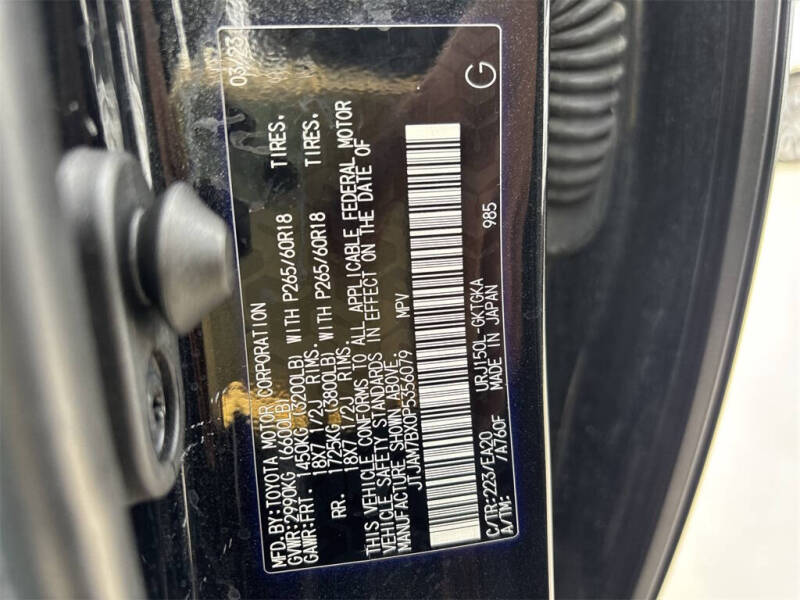 MFD.BY:TOYOTA MOTOR CORPORATION 03/23
GVWR:2990KG (6600LB)
GAWR:FRT. 1450KG (3200LB) WITH P265/60R18 TIRES.
18X7 1/2J RIMS.
RR. 1725KG (3800LB) WITH P265/60R18 TIRES.
18X7 1/2J RIMS.
THIS VEHICLE CONFORMS TO ALL APPLICABLE FEDERAL MOTOR
VEHICLE SAFETY STANDARDS IN EFFECT ON THE DATE OF
MANUFACTURE SHOWN ABOVE.
JTJAM7BX0P5356079 MPV
C/TR:223/EA20 URJ150L-GKTGKA
A/TM: /A760F MADE IN JAPAN 985
G